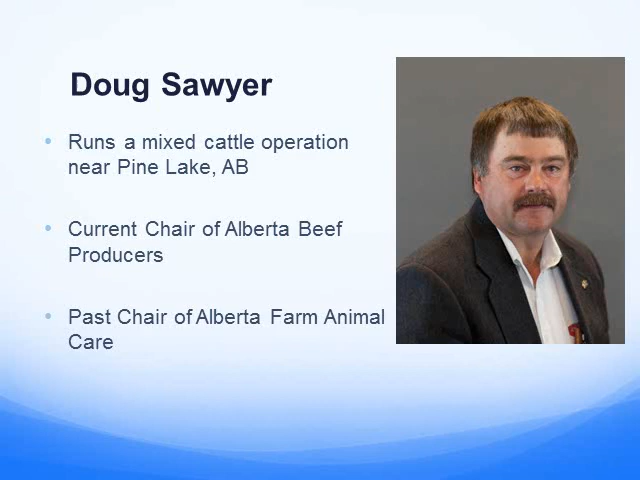 Doug Sawyer
• Runs a mixed cattle operation
near Pine Lake, AB
• Current Chair of Alberta Beef
Producers
• Past Chair of Alberta Farm Animal
Care